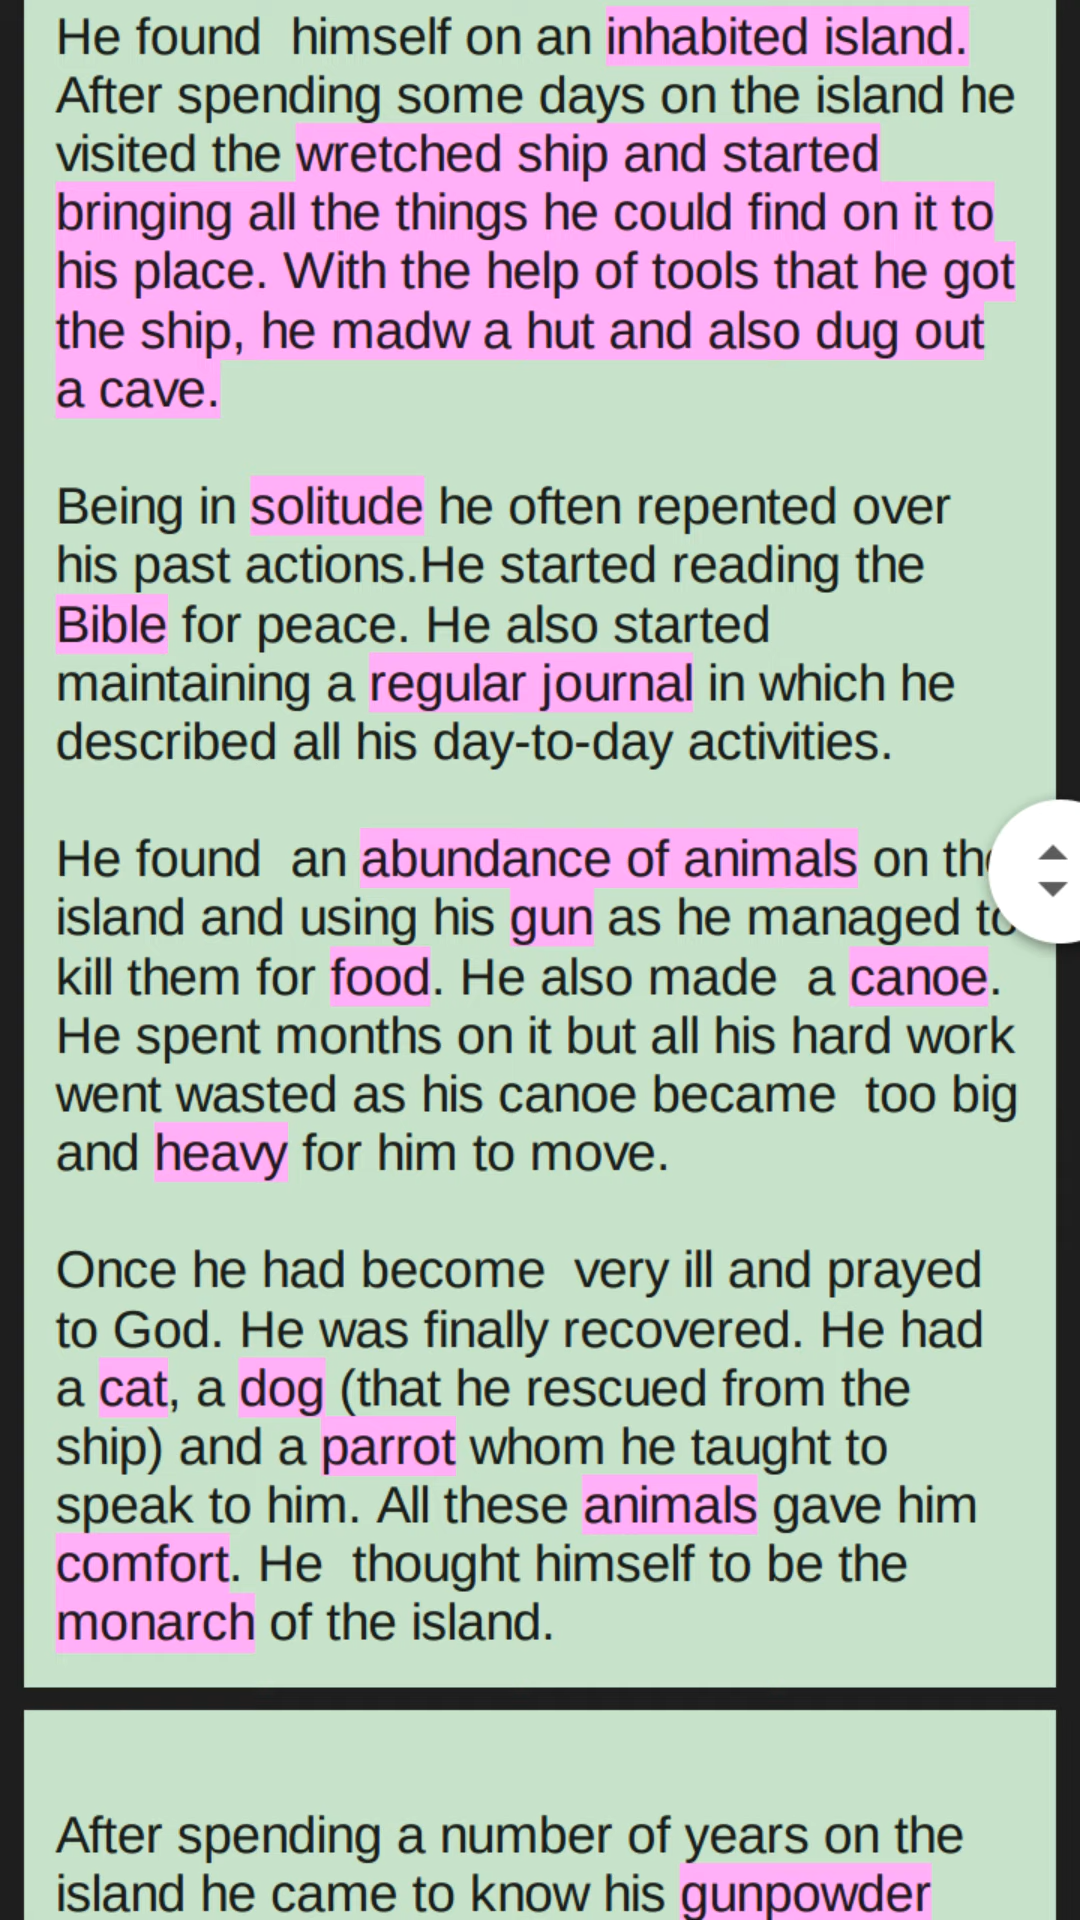 He found  himself on an inhabited island.
After spending some days on the island he
visited the wretched ship and started
bringing all the things he could find on it to
his place. With the help of tools that he got
the ship, he madw a hut and also dug out
a cave.
Being in solitude he often repented over
his past actions.He started reading the
Bible for peace. He also started
maintaining a regular journal in which he
described all his day-to-day activities.
He found  an abundance of animals on the
island and using his gun as he managed to
kill them for food. He also made  a canoe.
He spent months on it but all his hard work
went wasted as his canoe became  too big
and heavy for him to move.
Once he had become  very ill and prayed
to God. He was finally recovered. He had
a cat, a dog (that he rescued from the
ship) and a parrot whom he taught to
speak to him. All these animals gave him
comfort. He  thought himself to be the
monarch of the island.
After spending a number of years on the
island he came to know his gunpowder